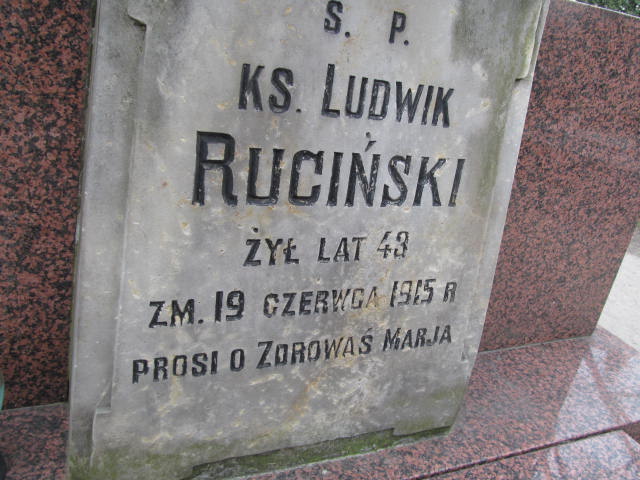 Ś. P.
KS. LUDWIK
RUCIŃSKI
ŻYŁ LAT 43
ZM. 19 CZERWCA 1915 R
PROSI O ZDROWAŚ MARJA